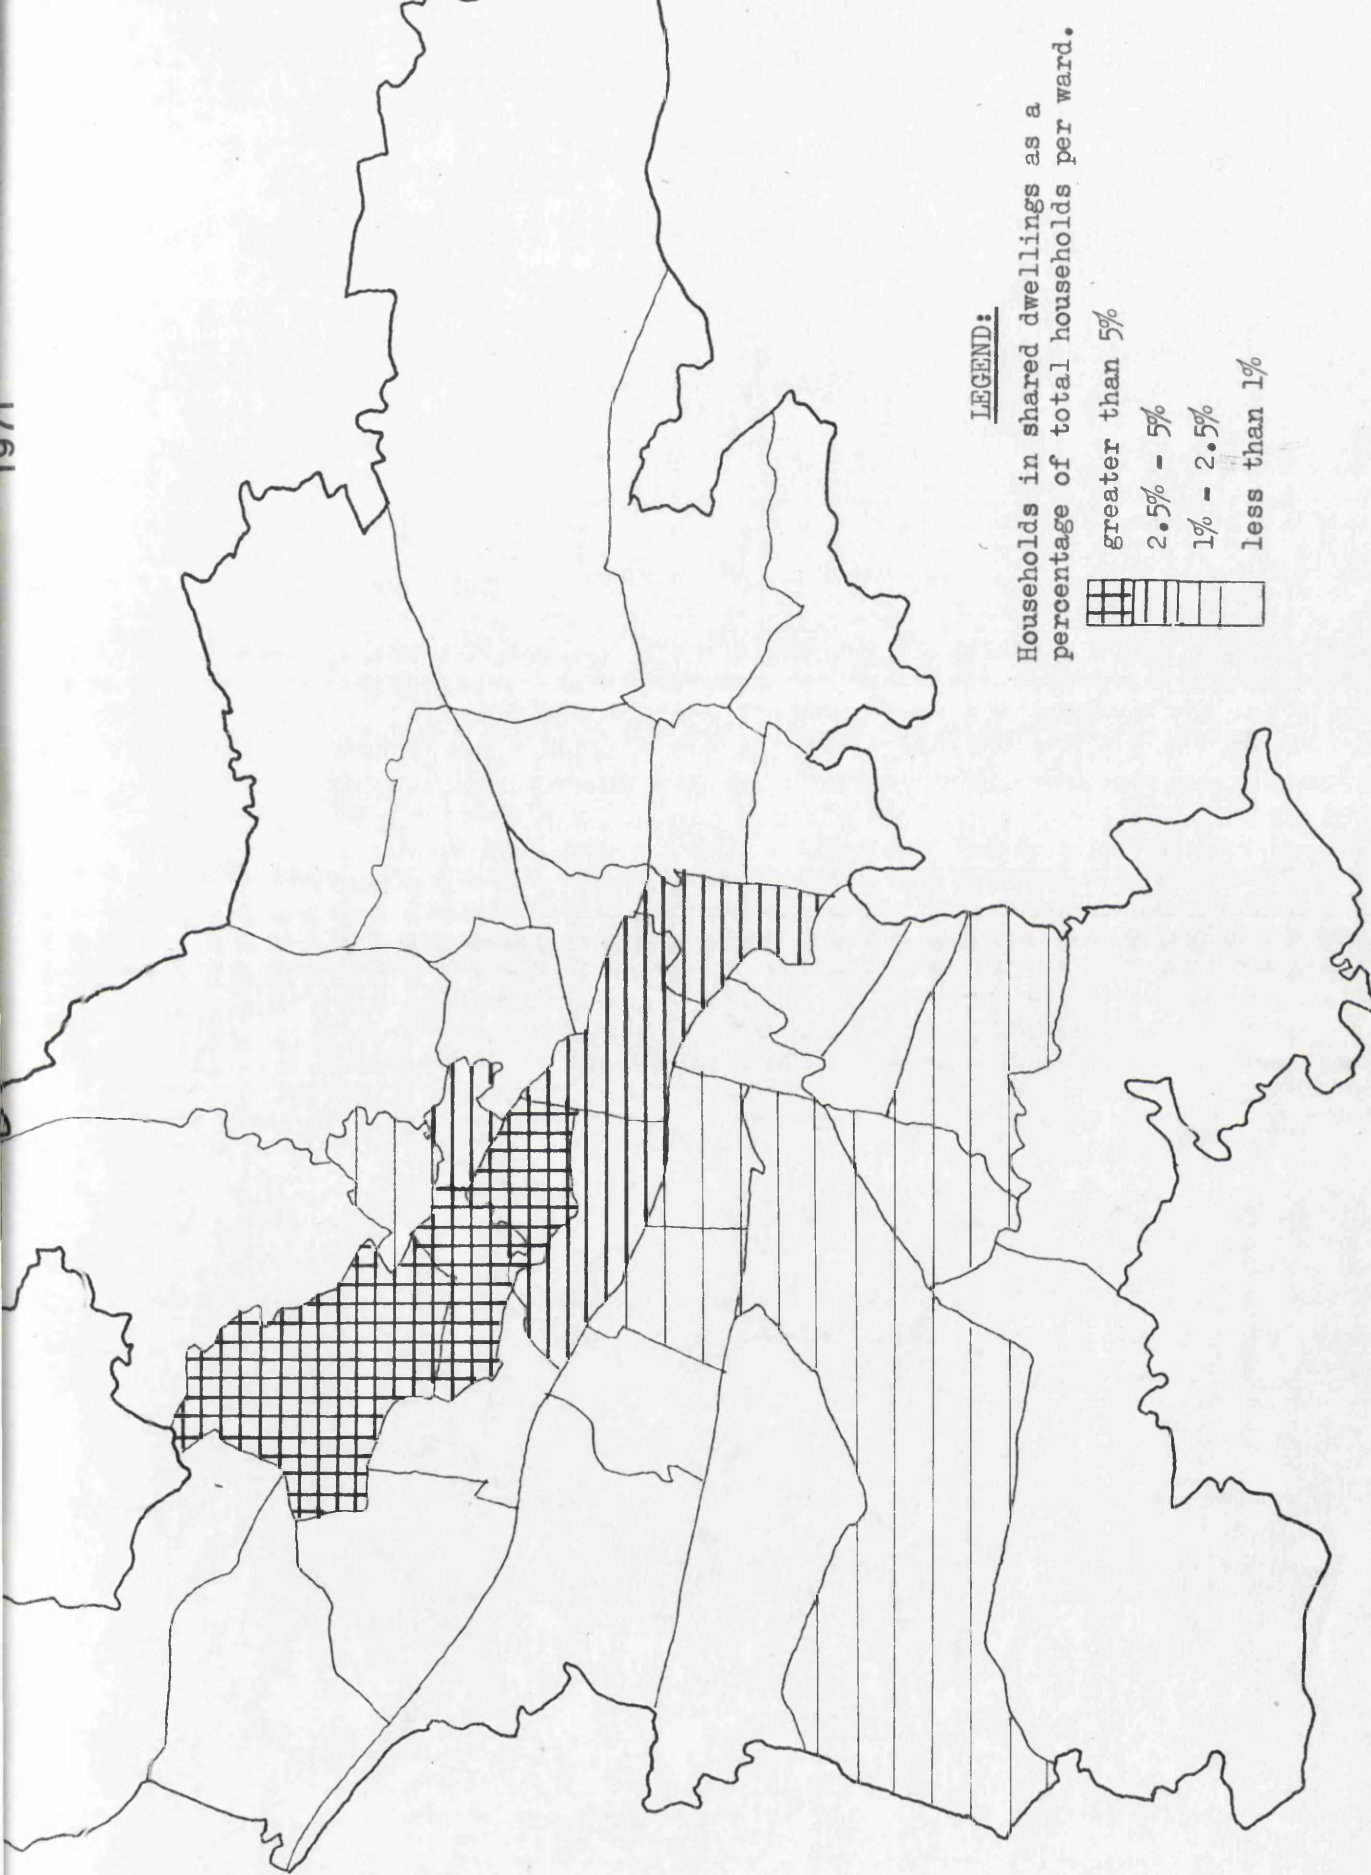 1971
LEGEND:
Households in shared dwellings as a
percentage of total households per ward.
greater than 5%
2.5% - 5%
1% - 2.5%
less than 1%